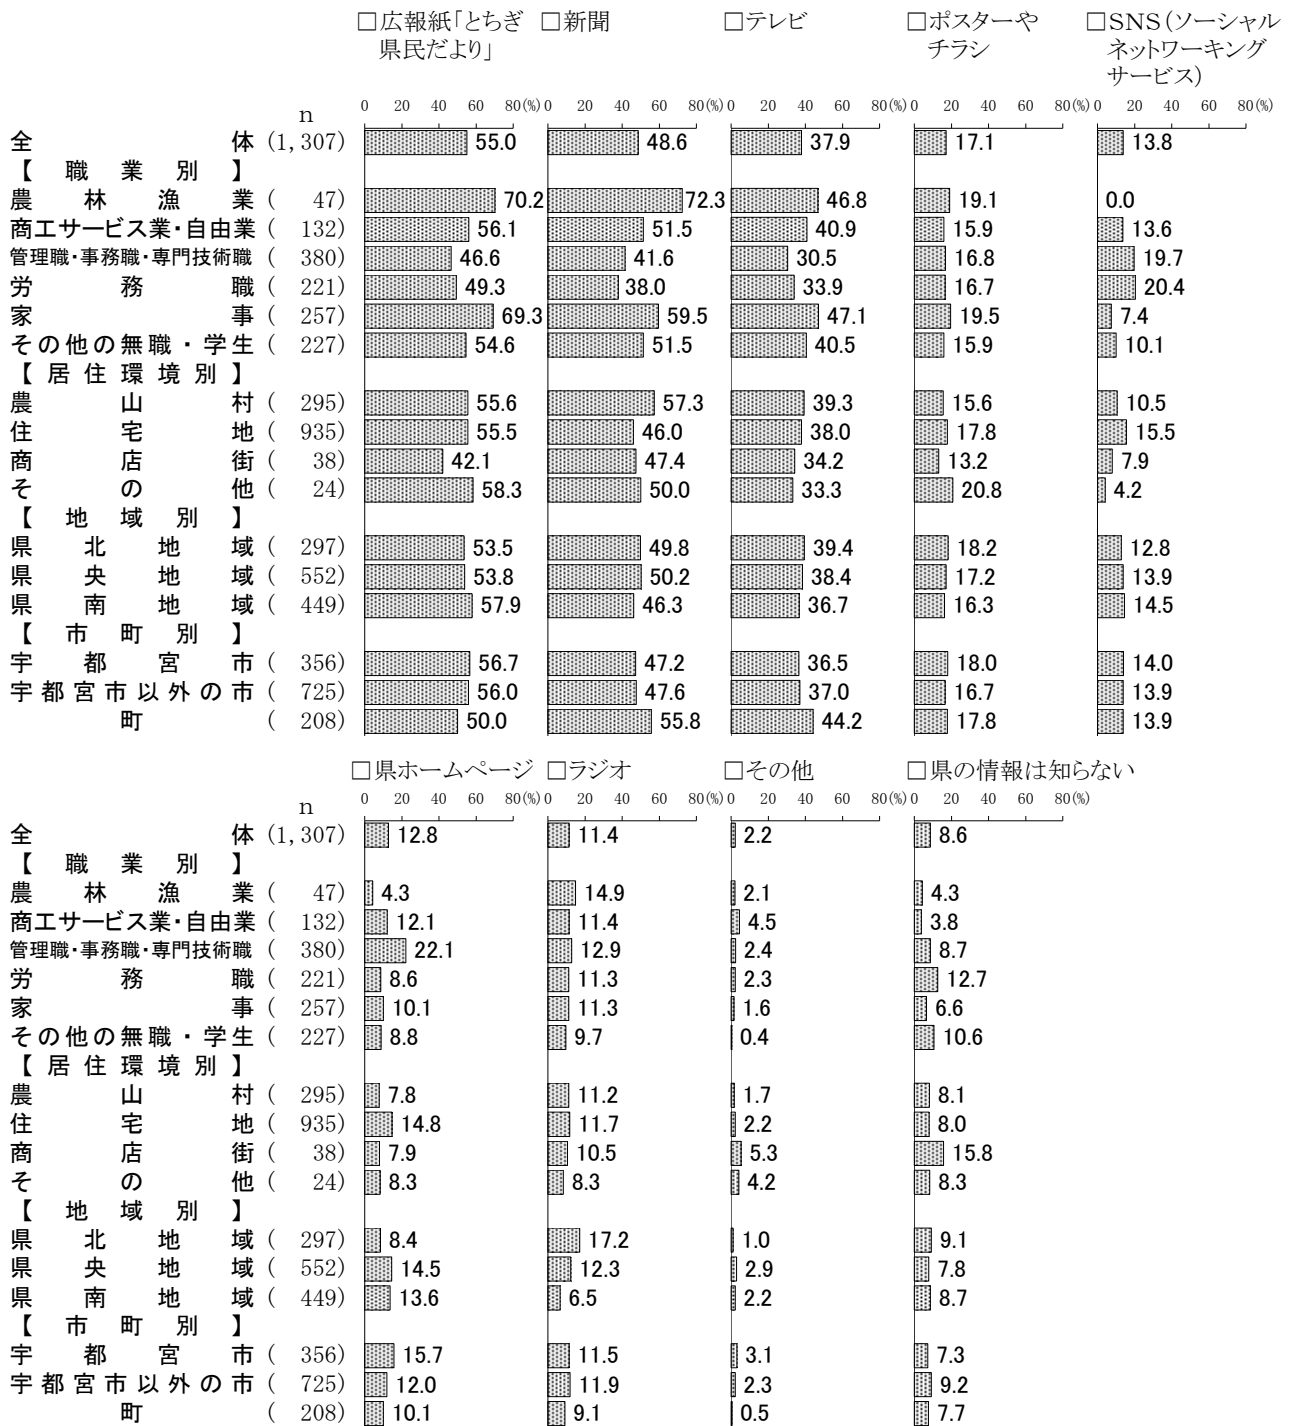 □広報紙「とちぎ県民だより」 □新聞 □テレビ □ポスターやチラシ □SNS(ソーシャルネットワーキングサービス)
n 0 20 40 60 80(%) 0 20 40 60 80(%) 0 20 40 60 80(%) 0 20 40 60 80(%) 0 20 40 60 80(%)
全体 (1,307) 55.0 48.6 37.9 17.1 13.8
【職業別】
農林漁業 ( 47) 70.2 72.3 46.8 19.1 0.0
商工サービス業・自由業 ( 132) 56.1 51.5 40.9 15.9 13.6
管理職・事務職・専門技術職 ( 380) 46.6 41.6 30.5 16.8 19.7
労務職 ( 221) 49.3 38.0 33.9 16.7 20.4
家事 ( 257) 69.3 59.5 47.1 19.5 7.4
その他の無職・学生 ( 227) 54.6 51.5 40.5 15.9 10.1
【居住環境別】
農山村 ( 295) 55.6 57.3 39.3 15.6 10.5
住宅地 ( 935) 55.5 46.0 38.0 17.8 15.5
商店街 ( 38) 42.1 47.4 34.2 13.2 7.9
その他 ( 24) 58.3 50.0 33.3 20.8 4.2
【地域別】
県北地域 ( 297) 53.5 49.8 39.4 18.2 12.8
県央地域 ( 552) 53.8 50.2 38.4 17.2 13.9
県南地域 ( 449) 57.9 46.3 36.7 16.3 14.5
【市町別】
宇都宮市 ( 356) 56.7 47.2 36.5 18.0 14.0
宇都宮市以外の市 ( 725) 56.0 47.6 37.0 16.7 13.9
町 ( 208) 50.0 55.8 44.2 17.8 13.9
□県ホームページ □ラジオ □その他 □県の情報は知らない
n 0 20 40 60 80(%) 0 20 40 60 80(%) 0 20 40 60 80(%) 0 20 40 60 80(%)
全体 (1,307) 12.8 11.4 2.2 8.6
【職業別】
農林漁業 ( 47) 4.3 14.9 2.1 4.3
商工サービス業・自由業 ( 132) 12.1 11.4 4.5 3.8
管理職・事務職・専門技術職 ( 380) 22.1 12.9 2.4 8.7
労務職 ( 221) 8.6 11.3 2.3 12.7
家事 ( 257) 10.1 11.3 1.6 6.6
その他の無職・学生 ( 227) 8.8 9.7 0.4 10.6
【居住環境別】
農山村 ( 295) 7.8 11.2 1.7 8.1
住宅地 ( 935) 14.8 11.7 2.2 8.0
商店街 ( 38) 7.9 10.5 5.3 15.8
その他 ( 24) 8.3 8.3 4.2 8.3
【地域別】
県北地域 ( 297) 8.4 17.2 1.0 9.1
県央地域 ( 552) 14.5 12.3 2.9 7.8
県南地域 ( 449) 13.6 6.5 2.2 8.7
【市町別】
宇都宮市 ( 356) 15.7 11.5 3.1 7.3
宇都宮市以外の市 ( 725) 12.0 11.9 2.3 9.2
町 ( 208) 10.1 9.1 0.5 7.7